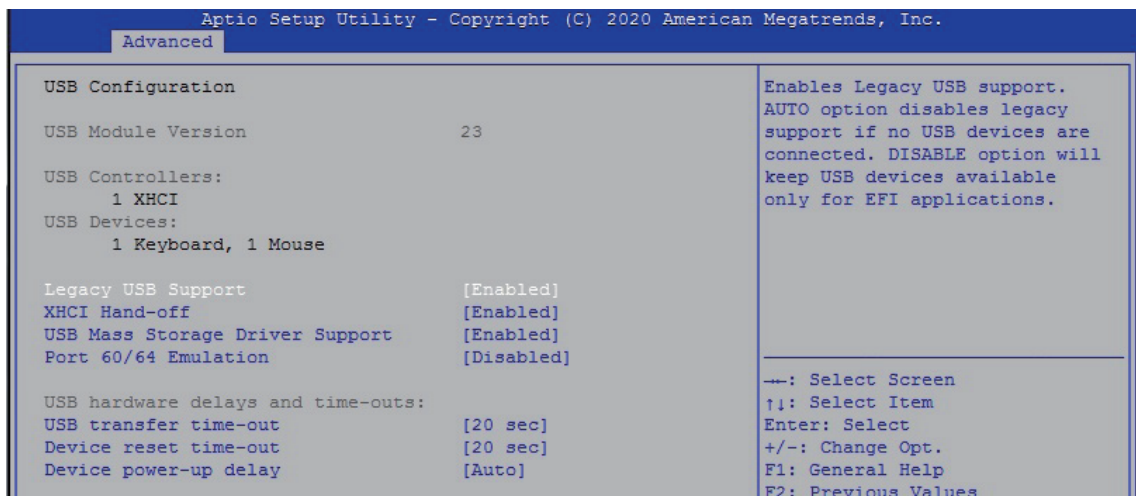 Aptio Setup Utility - Copyright (C) 2020 American Megatrends, Inc.
Advanced
USB Configuration
USB Module Version 23
USB Controllers:
1 XHCI
USB Devices:
1 Keyboard, 1 Mouse
Legacy USB Support [Enabled]
XHCI Hand-off [Enabled]
USB Mass Storage Driver Support [Enabled]
Port 60/64 Emulation [Disabled]
USB hardware delays and time-outs:
USB transfer time-out [20 sec]
Device reset time-out [20 sec]
Device power-up delay [Auto]
Enables Legacy USB support.
AUTO option disables legacy
support if no USB devices are
connected. DISABLE option will
keep USB devices available
only for EFI applications.
→←: Select Screen
↑↓: Select Item
Enter: Select
+/-: Change Opt.
F1: General Help
F2: Previous Values